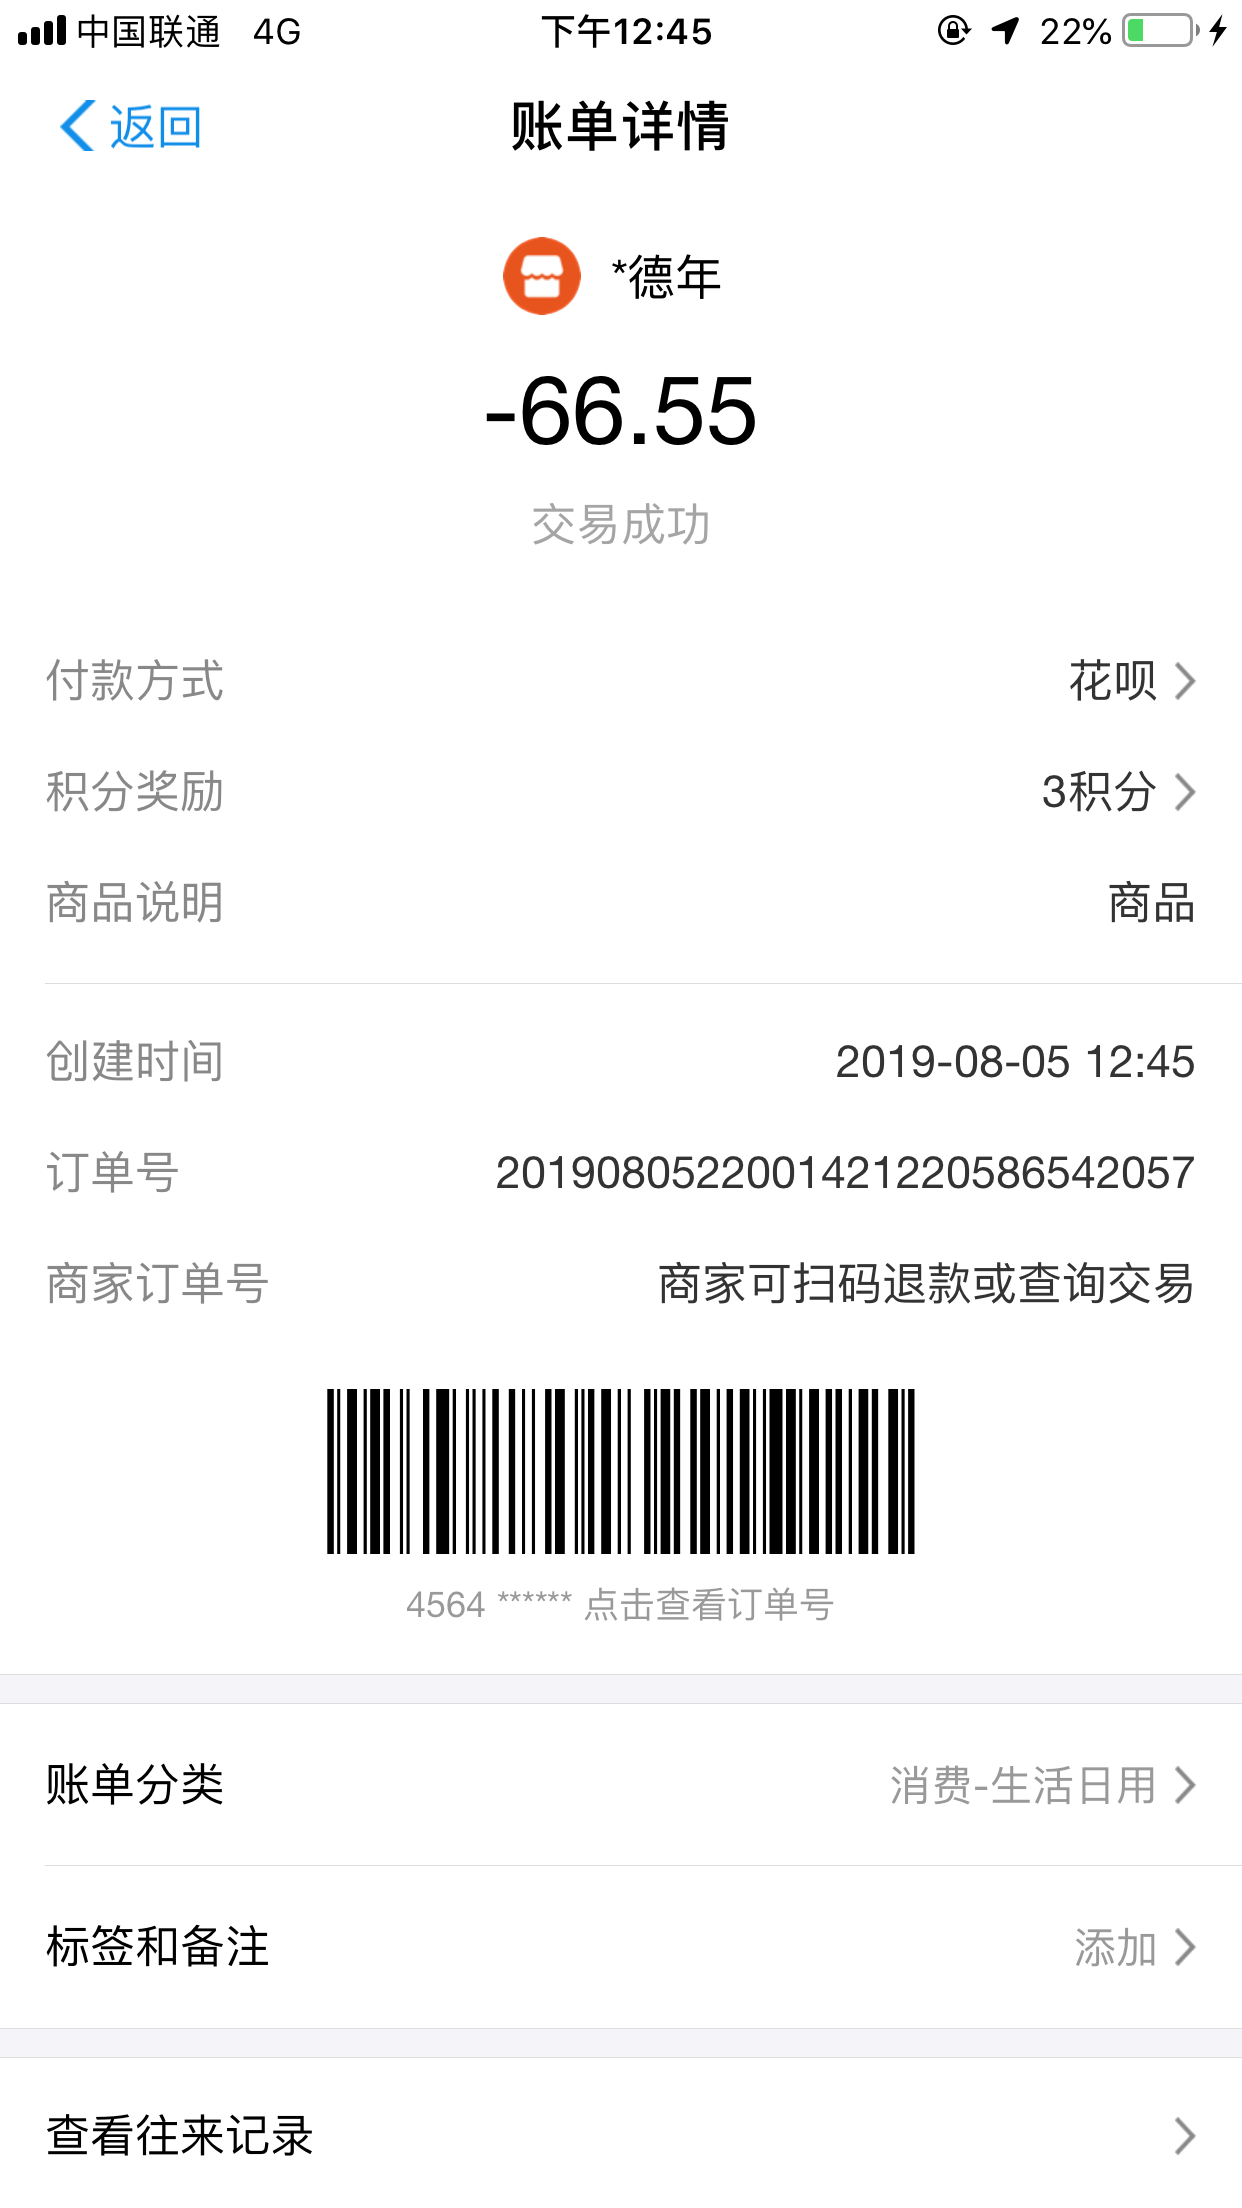 中国联通 4G 下午12:45 22%
返回 账单详情
*德年
-66.55
交易成功
付款方式 花呗
积分奖励 3积分
商品说明 商品
创建时间 2019-08-05 12:45
订单号 2019080522001421220586542057
商家订单号 商家可扫码退款或查询交易
4564 ****** 点击查看订单号
账单分类 消费-生活日用
标签和备注 添加
查看往来记录